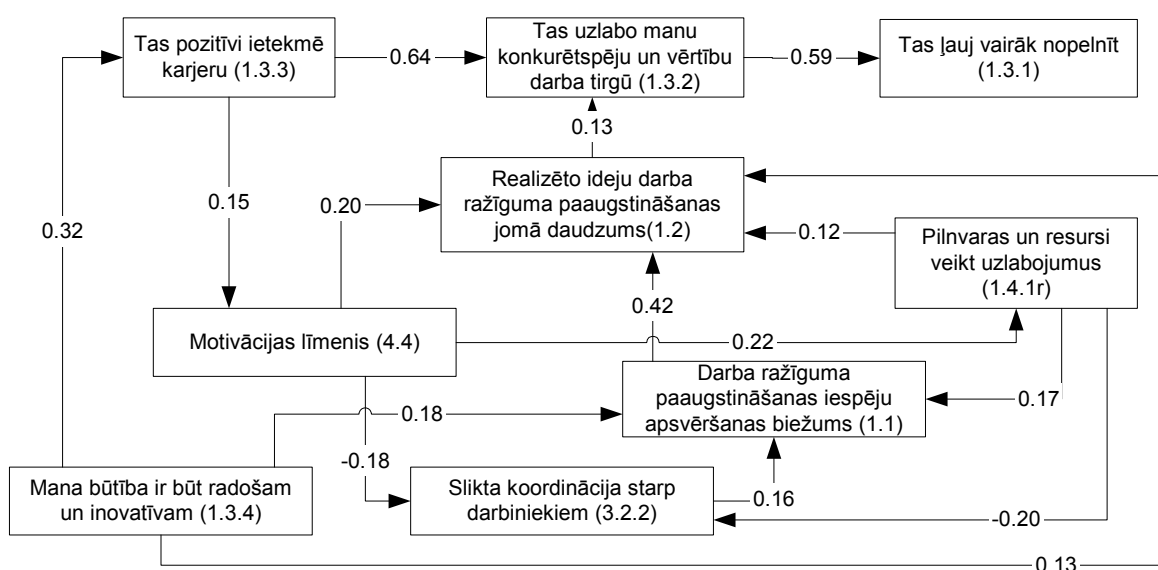 Tas pozitīvi ietekmē
karjeru (1.3.3)
0.64
Tas uzlabo manu
konkurētspēju un vērtību
darba tirgū (1.3.2)
0.59
Tas ļauj vairāk nopelnīt
(1.3.1)
0.13
0.32
0.15
0.20
Realizēto ideju darba
ražīguma paaugstināšanas
jomā daudzums(1.2)
0.12
Pilnvaras un resursi
veikt uzlabojumus
(1.4.1r)
0.42
Motivācijas līmenis (4.4)
0.22
Darba ražīguma
paaugstināšanas iespēju
apsvēršanas biežums (1.1)
0.17
0.18
-0.18
Mana būtība ir būt radošam
un inovatīvam (1.3.4)
Slikta koordinācija starp
darbiniekiem (3.2.2)
0.16
-0.20
0.13